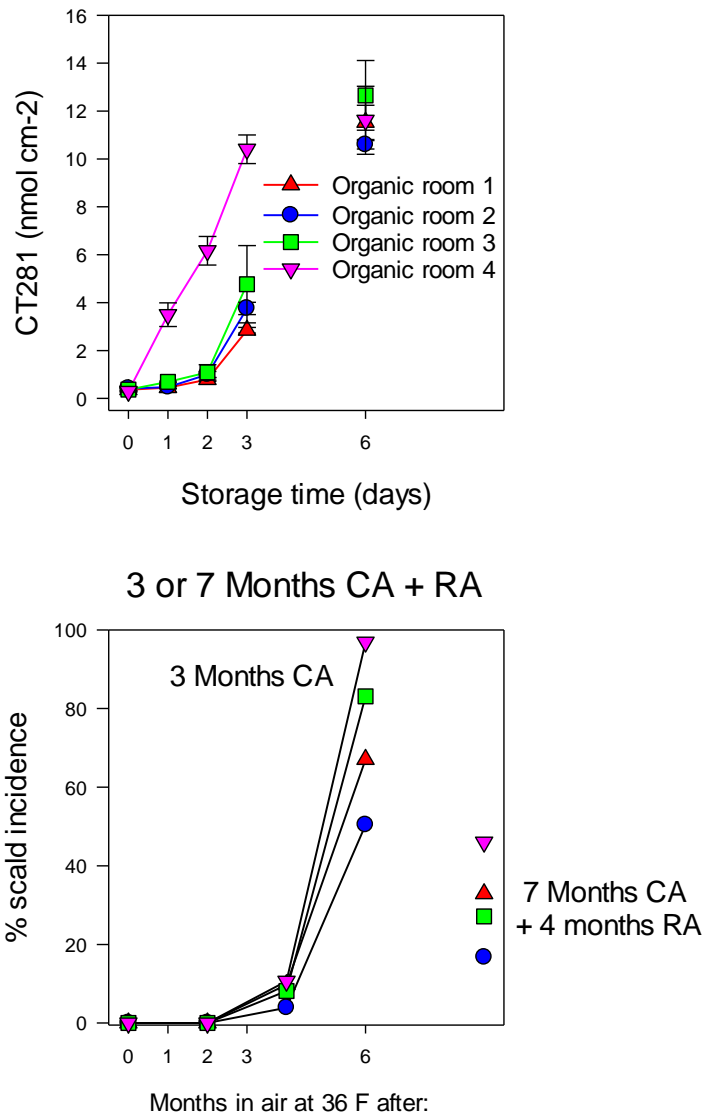 16
14
12
10
8
6
4
2
0
CT281 (nmol cm-2)
Organic room 1
Organic room 2
Organic room 3
Organic room 4
0 1 2 3 6
Storage time (days)
3 or 7 Months CA + RA
100
80
60
40
20
0
% scald incidence
3 Months CA
7 Months CA
+ 4 months RA
0 1 2 3 6
Months in air at 36 F after: